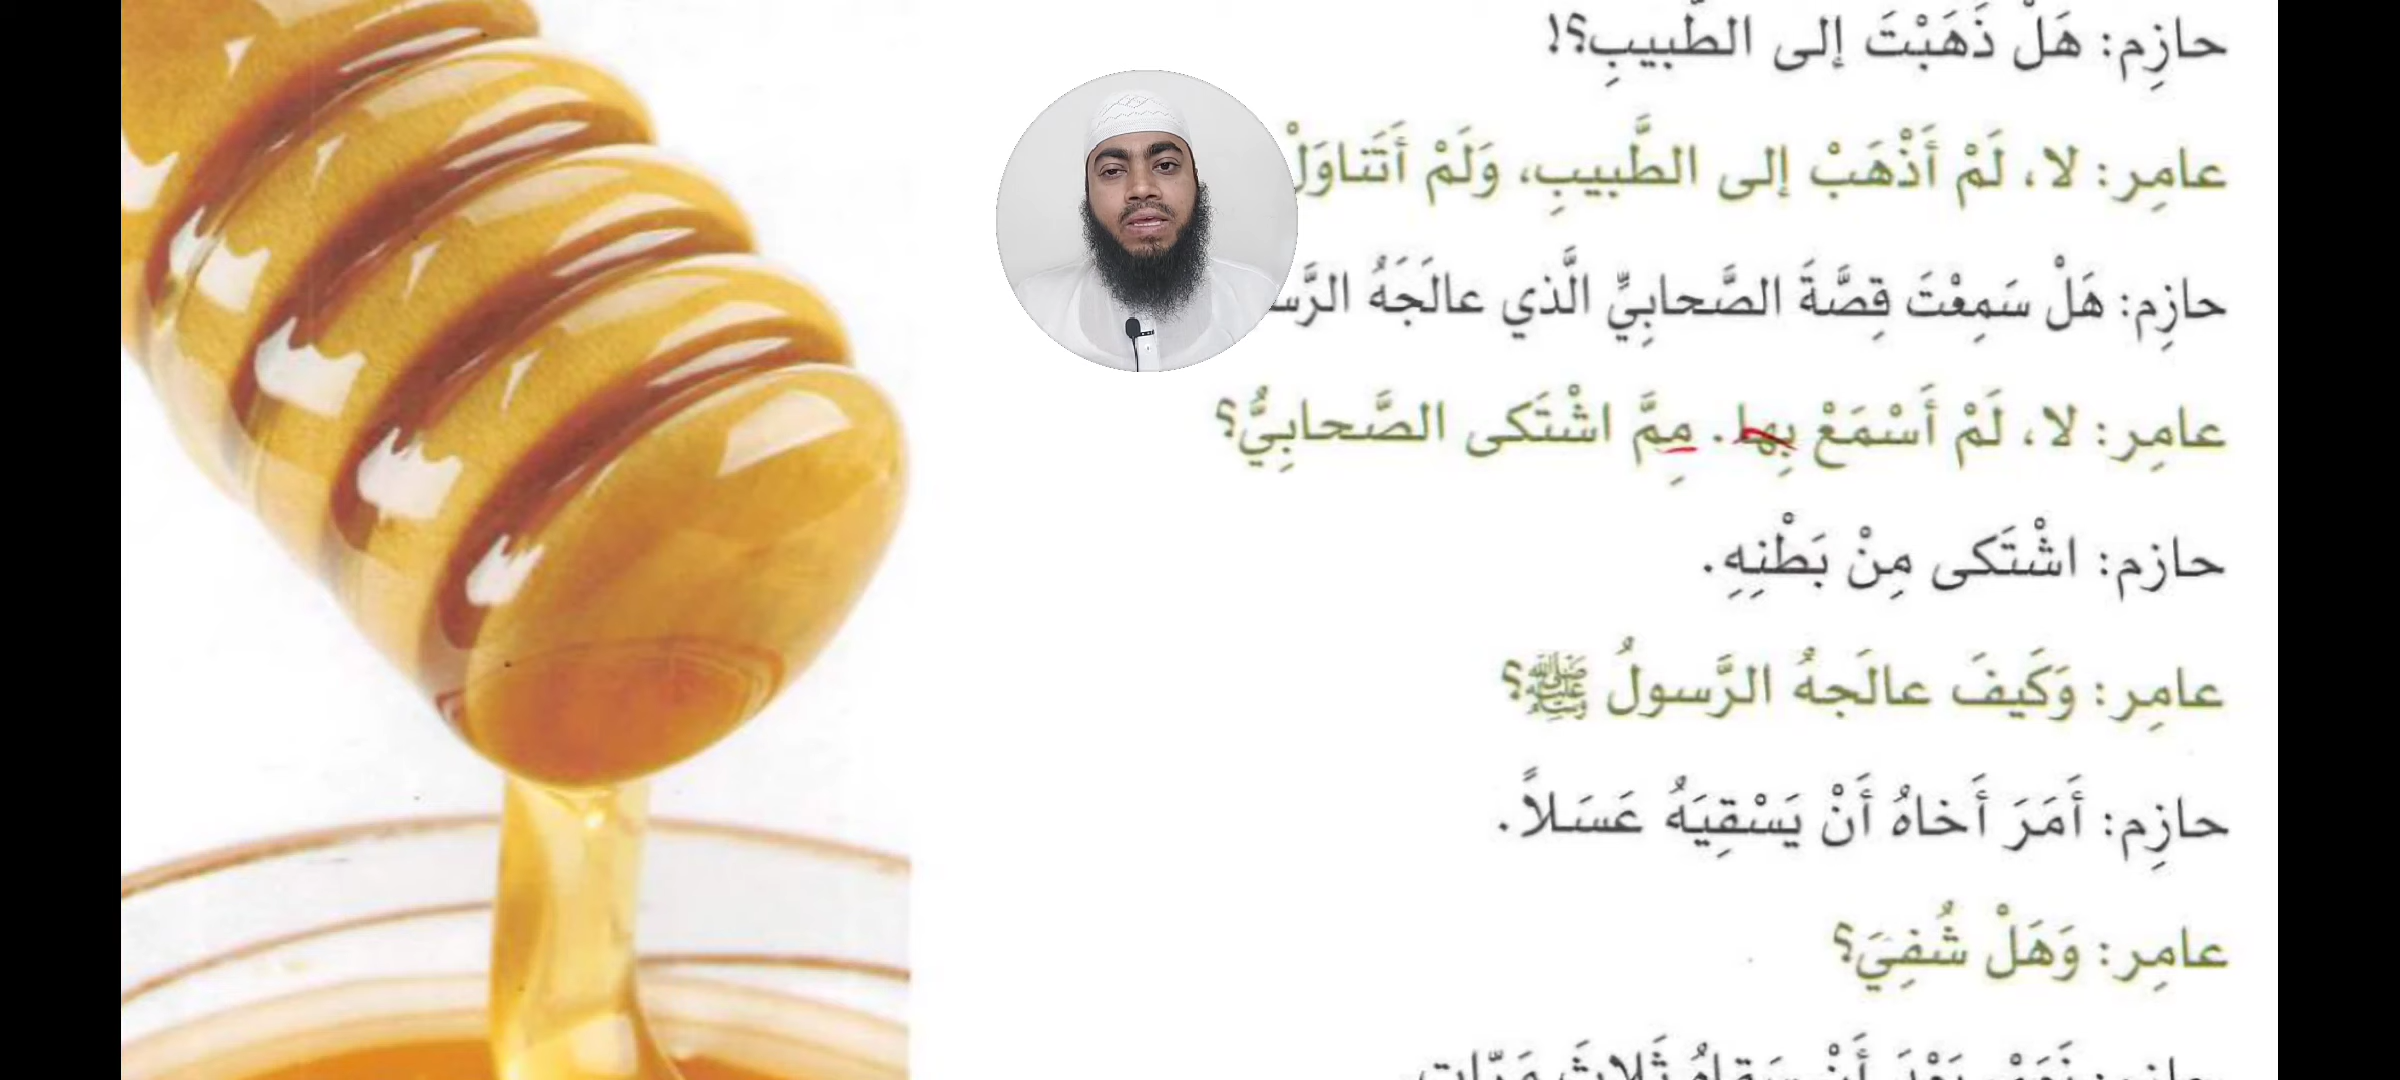 حازِم: هَلْ ذَهَبْتَ إلى الطَّبيبِ؟!
عامِر: لا، لَمْ أَذْهَبْ إلى الطَّبيبِ، وَلَمْ أَتَناوَلْ
حازِم: هَلْ سَمِعْتَ قِصَّةَ الصَّحابِيِّ الَّذي عالَجَهُ
عامِر: لا، لَمْ أَسْمَعْ بِها. مِمَّ اشْتَكى الصَّحابِيُّ؟
حازم: اشْتَكى مِنْ بَطْنِهِ.
عامِر: وَكَيفَ عالَجهُ الرَّسولُ ﷺ؟
حازِم: أَمَرَ أَخاهُ أَنْ يَسْقِيَهُ عَسَلاً.
عامِر: وَهَلْ شُفِيَ؟